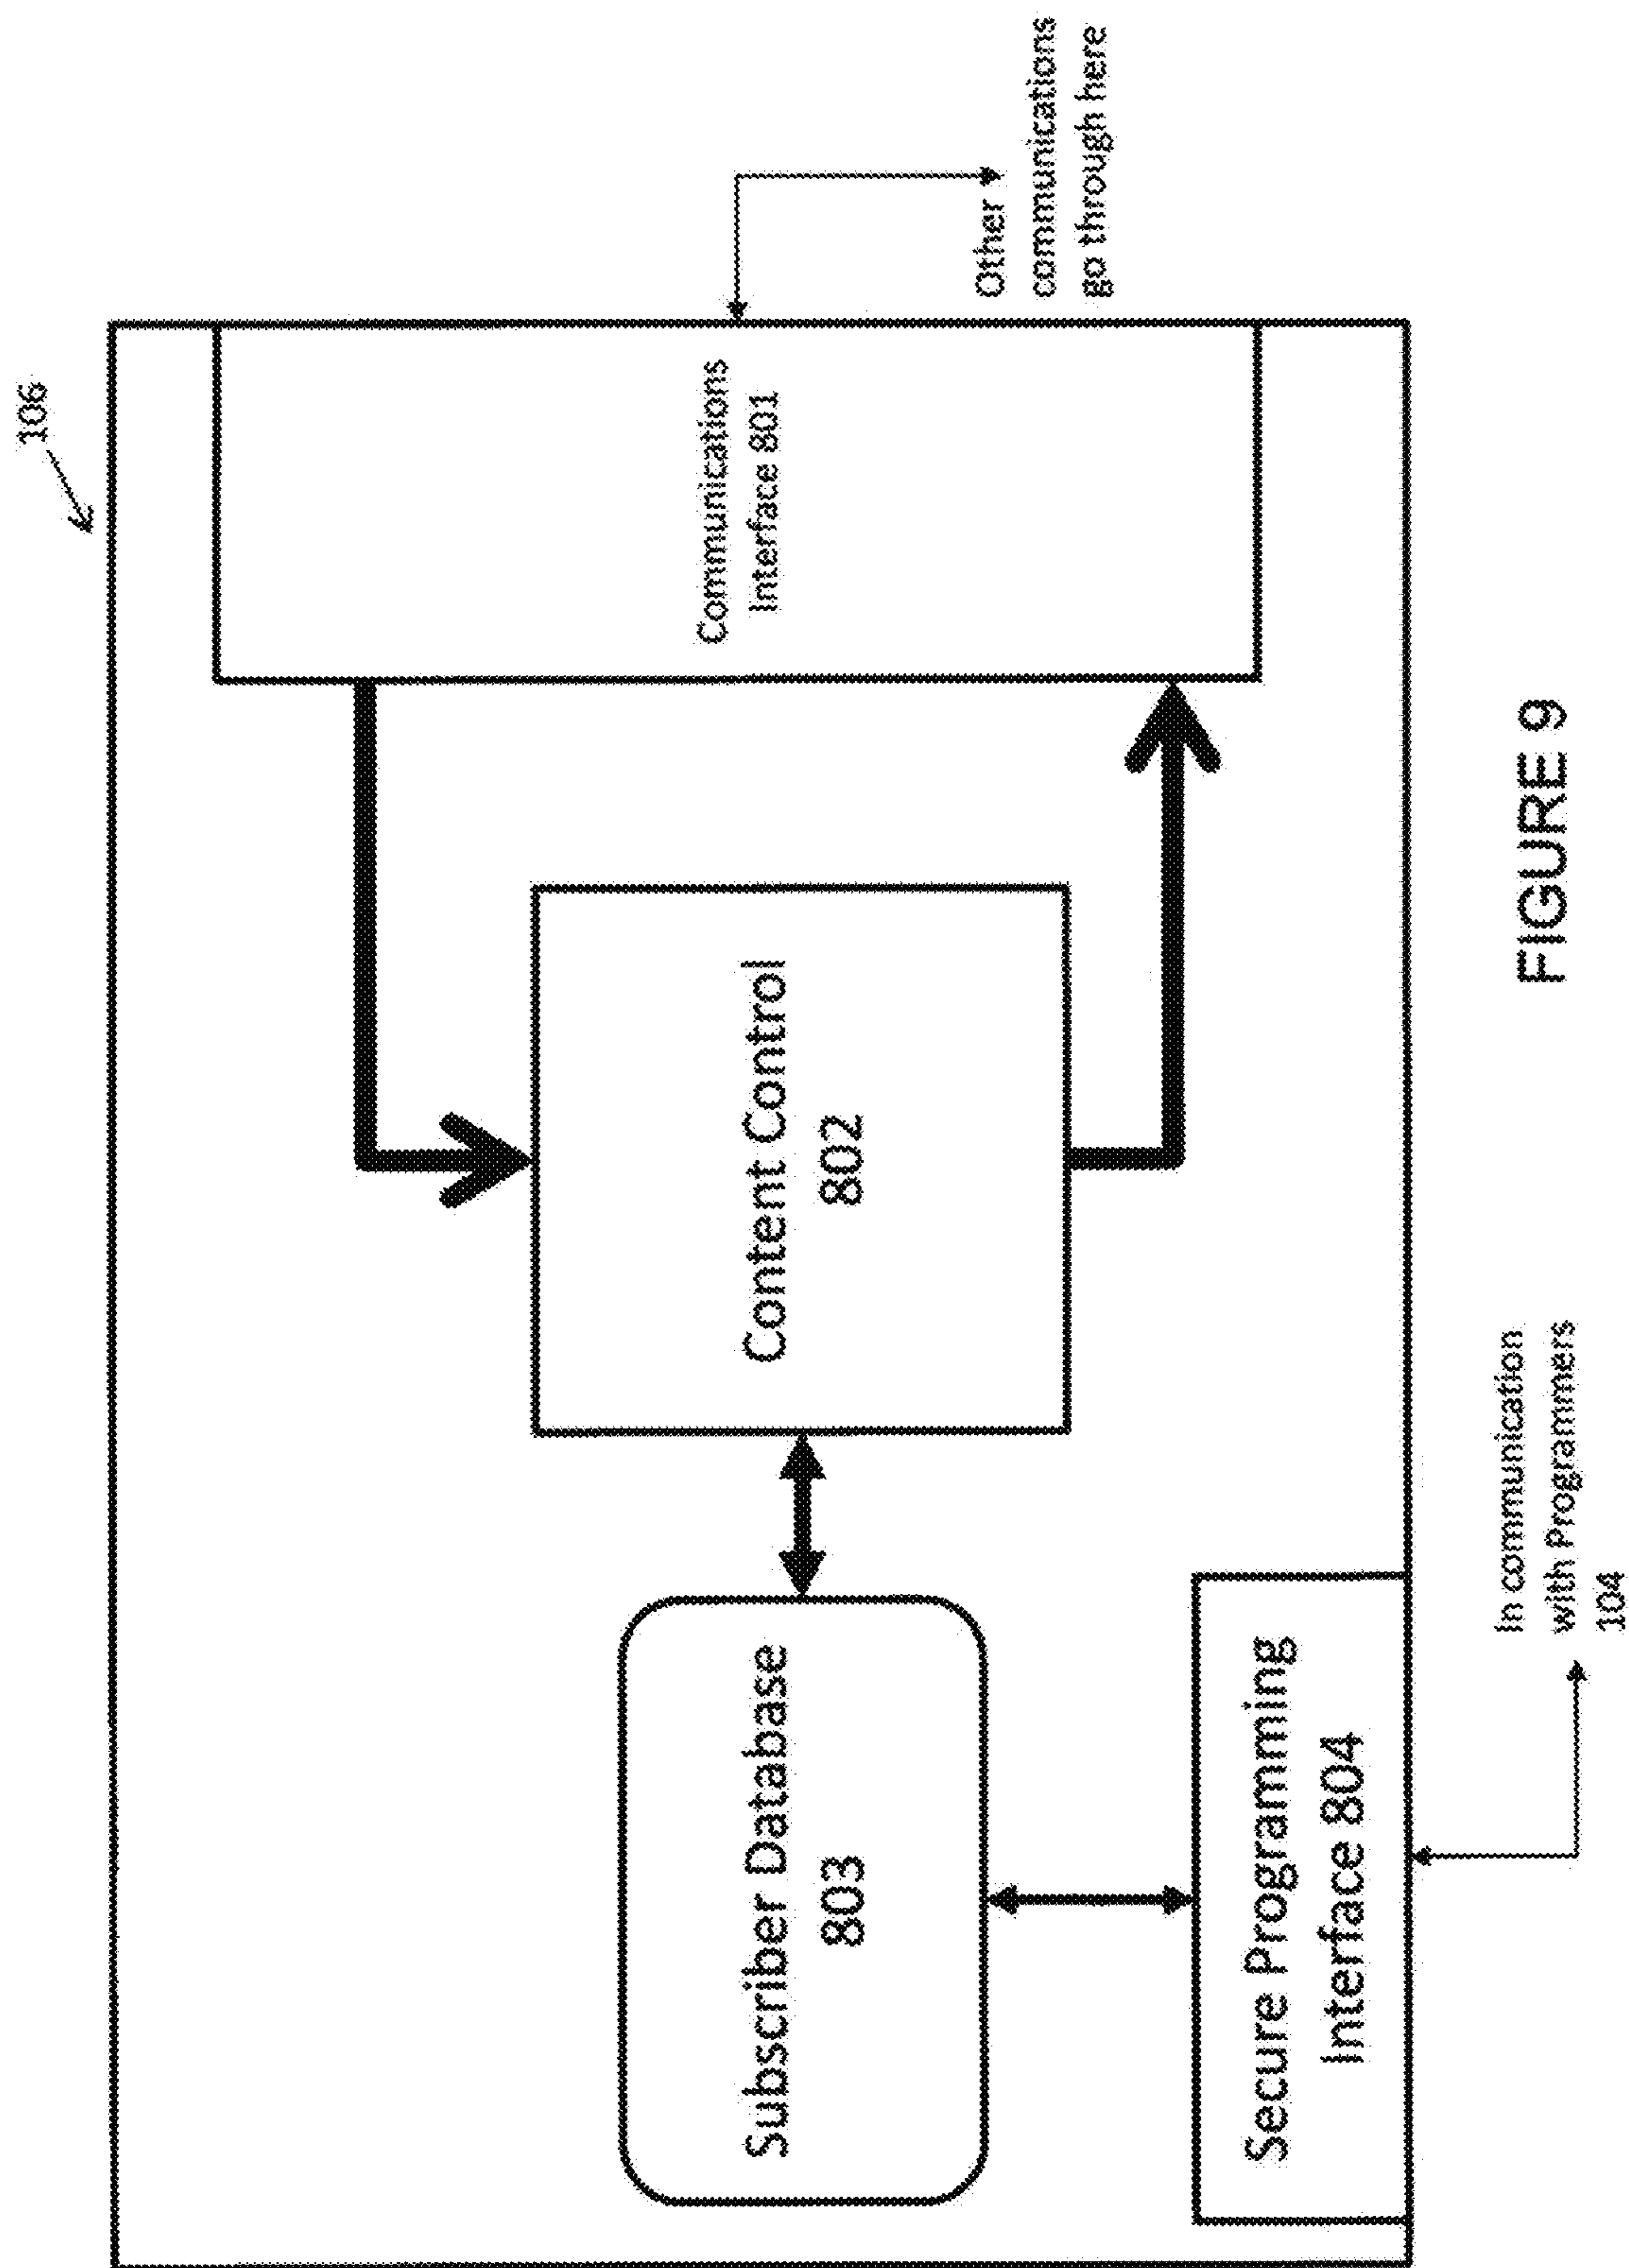 106
Communications
Interface 801
Other
communications
go through here
Content Control
802
Subscriber Database
803
Secure Programming
Interface 804
In communication
with Programmers
104
FIGURE 9